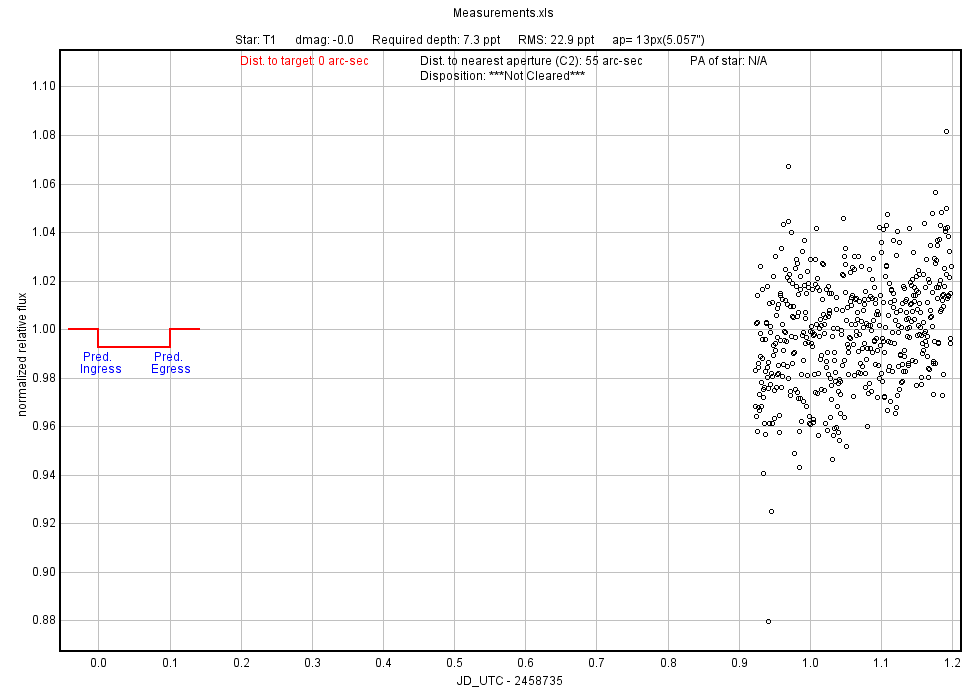 Measurements.xls
Star: T1 dmag: -0.0 Required depth: 7.3 ppt RMS: 22.9 ppt ap= 13px(5.057")
Dist. to target: 0 arc-sec Dist. to nearest aperture (C2): 55 arc-sec PA of star: N/A
Disposition: ***Not Cleared***
normalized relative flux
1.10
1.08
1.06
1.04
1.02
1.00
0.98
0.96
0.94
0.92
0.90
0.88
Pred. Pred.
Ingress Egress
0.0 0.1 0.2 0.3 0.4 0.5 0.6 0.7 0.8 0.9 1.0 1.1 1.2
JD_UTC - 2458735